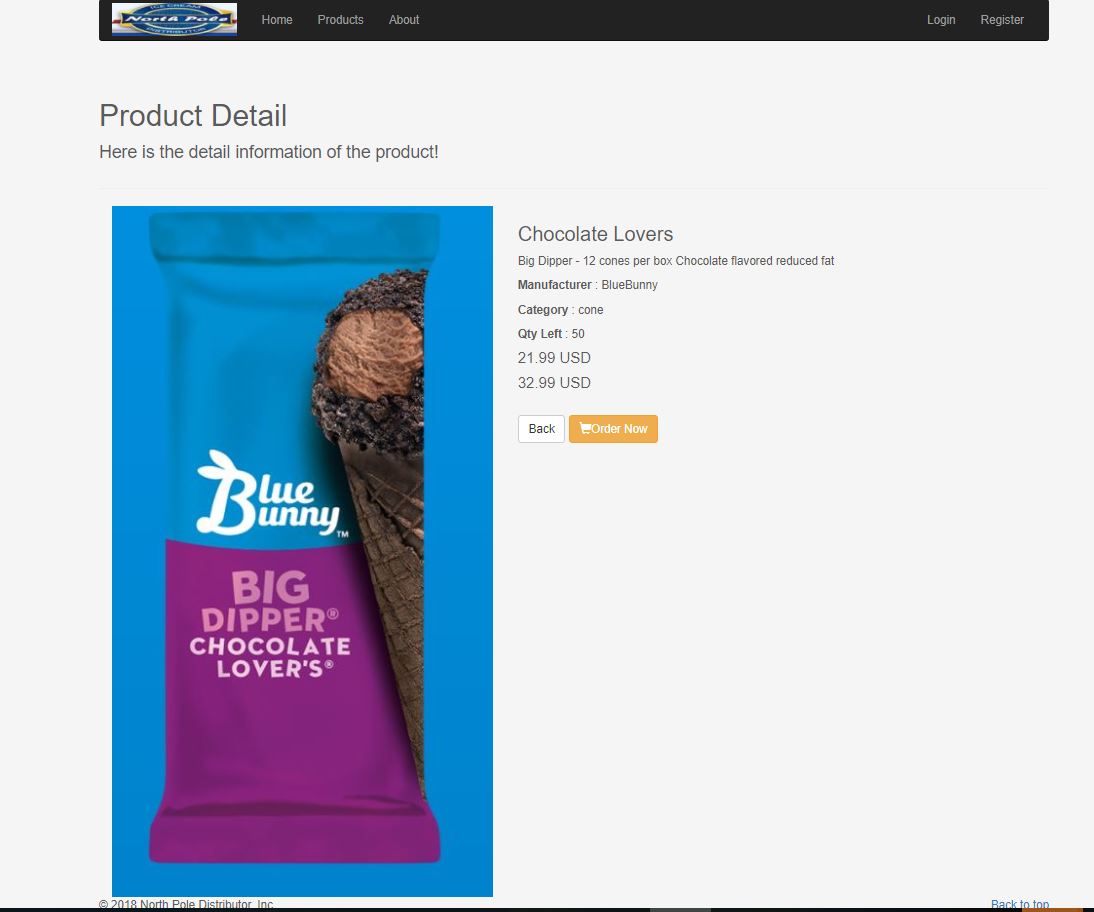 ICE CREAM
North Pole
DISTRIBUTOR
Home Products About Login Register
Product Detail
Here is the detail information of the product!
Blue
Bunny™
BIG
DIPPER®
CHOCOLATE
LOVER'S®
Chocolate Lovers
Big Dipper - 12 cones per box Chocolate flavored reduced fat
Manufacturer : BlueBunny
Category : cone
Qty Left : 50
21.99 USD
32.99 USD
Back Order Now
© 2018 North Pole Distributor, Inc.
Back to top